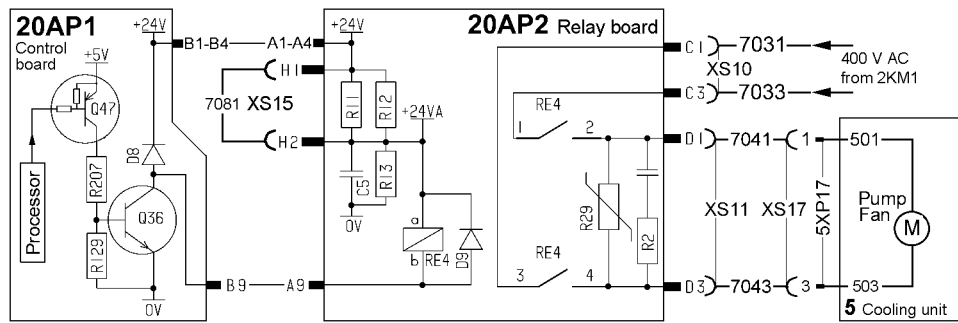 20AP1
Control
board
+24V
+5V
Q47
Processor
R207
R129
D8
Q36
0V
B1-B4
A1-A4
7081 XS15
H1
H2
B9
A9
20AP2 Relay board
+24V
R11
R12
+24VA
C5
R13
0V
a
b RE4
D9
RE4
1
2
R29
R2
RE4
3
4
C1
7031
XS10
C3
7033
400 V AC
from 2KM1
D1
7041
1
501
XS11
XS17
5XP17
D3
7043
3
503
Pump
Fan
M
5 Cooling unit